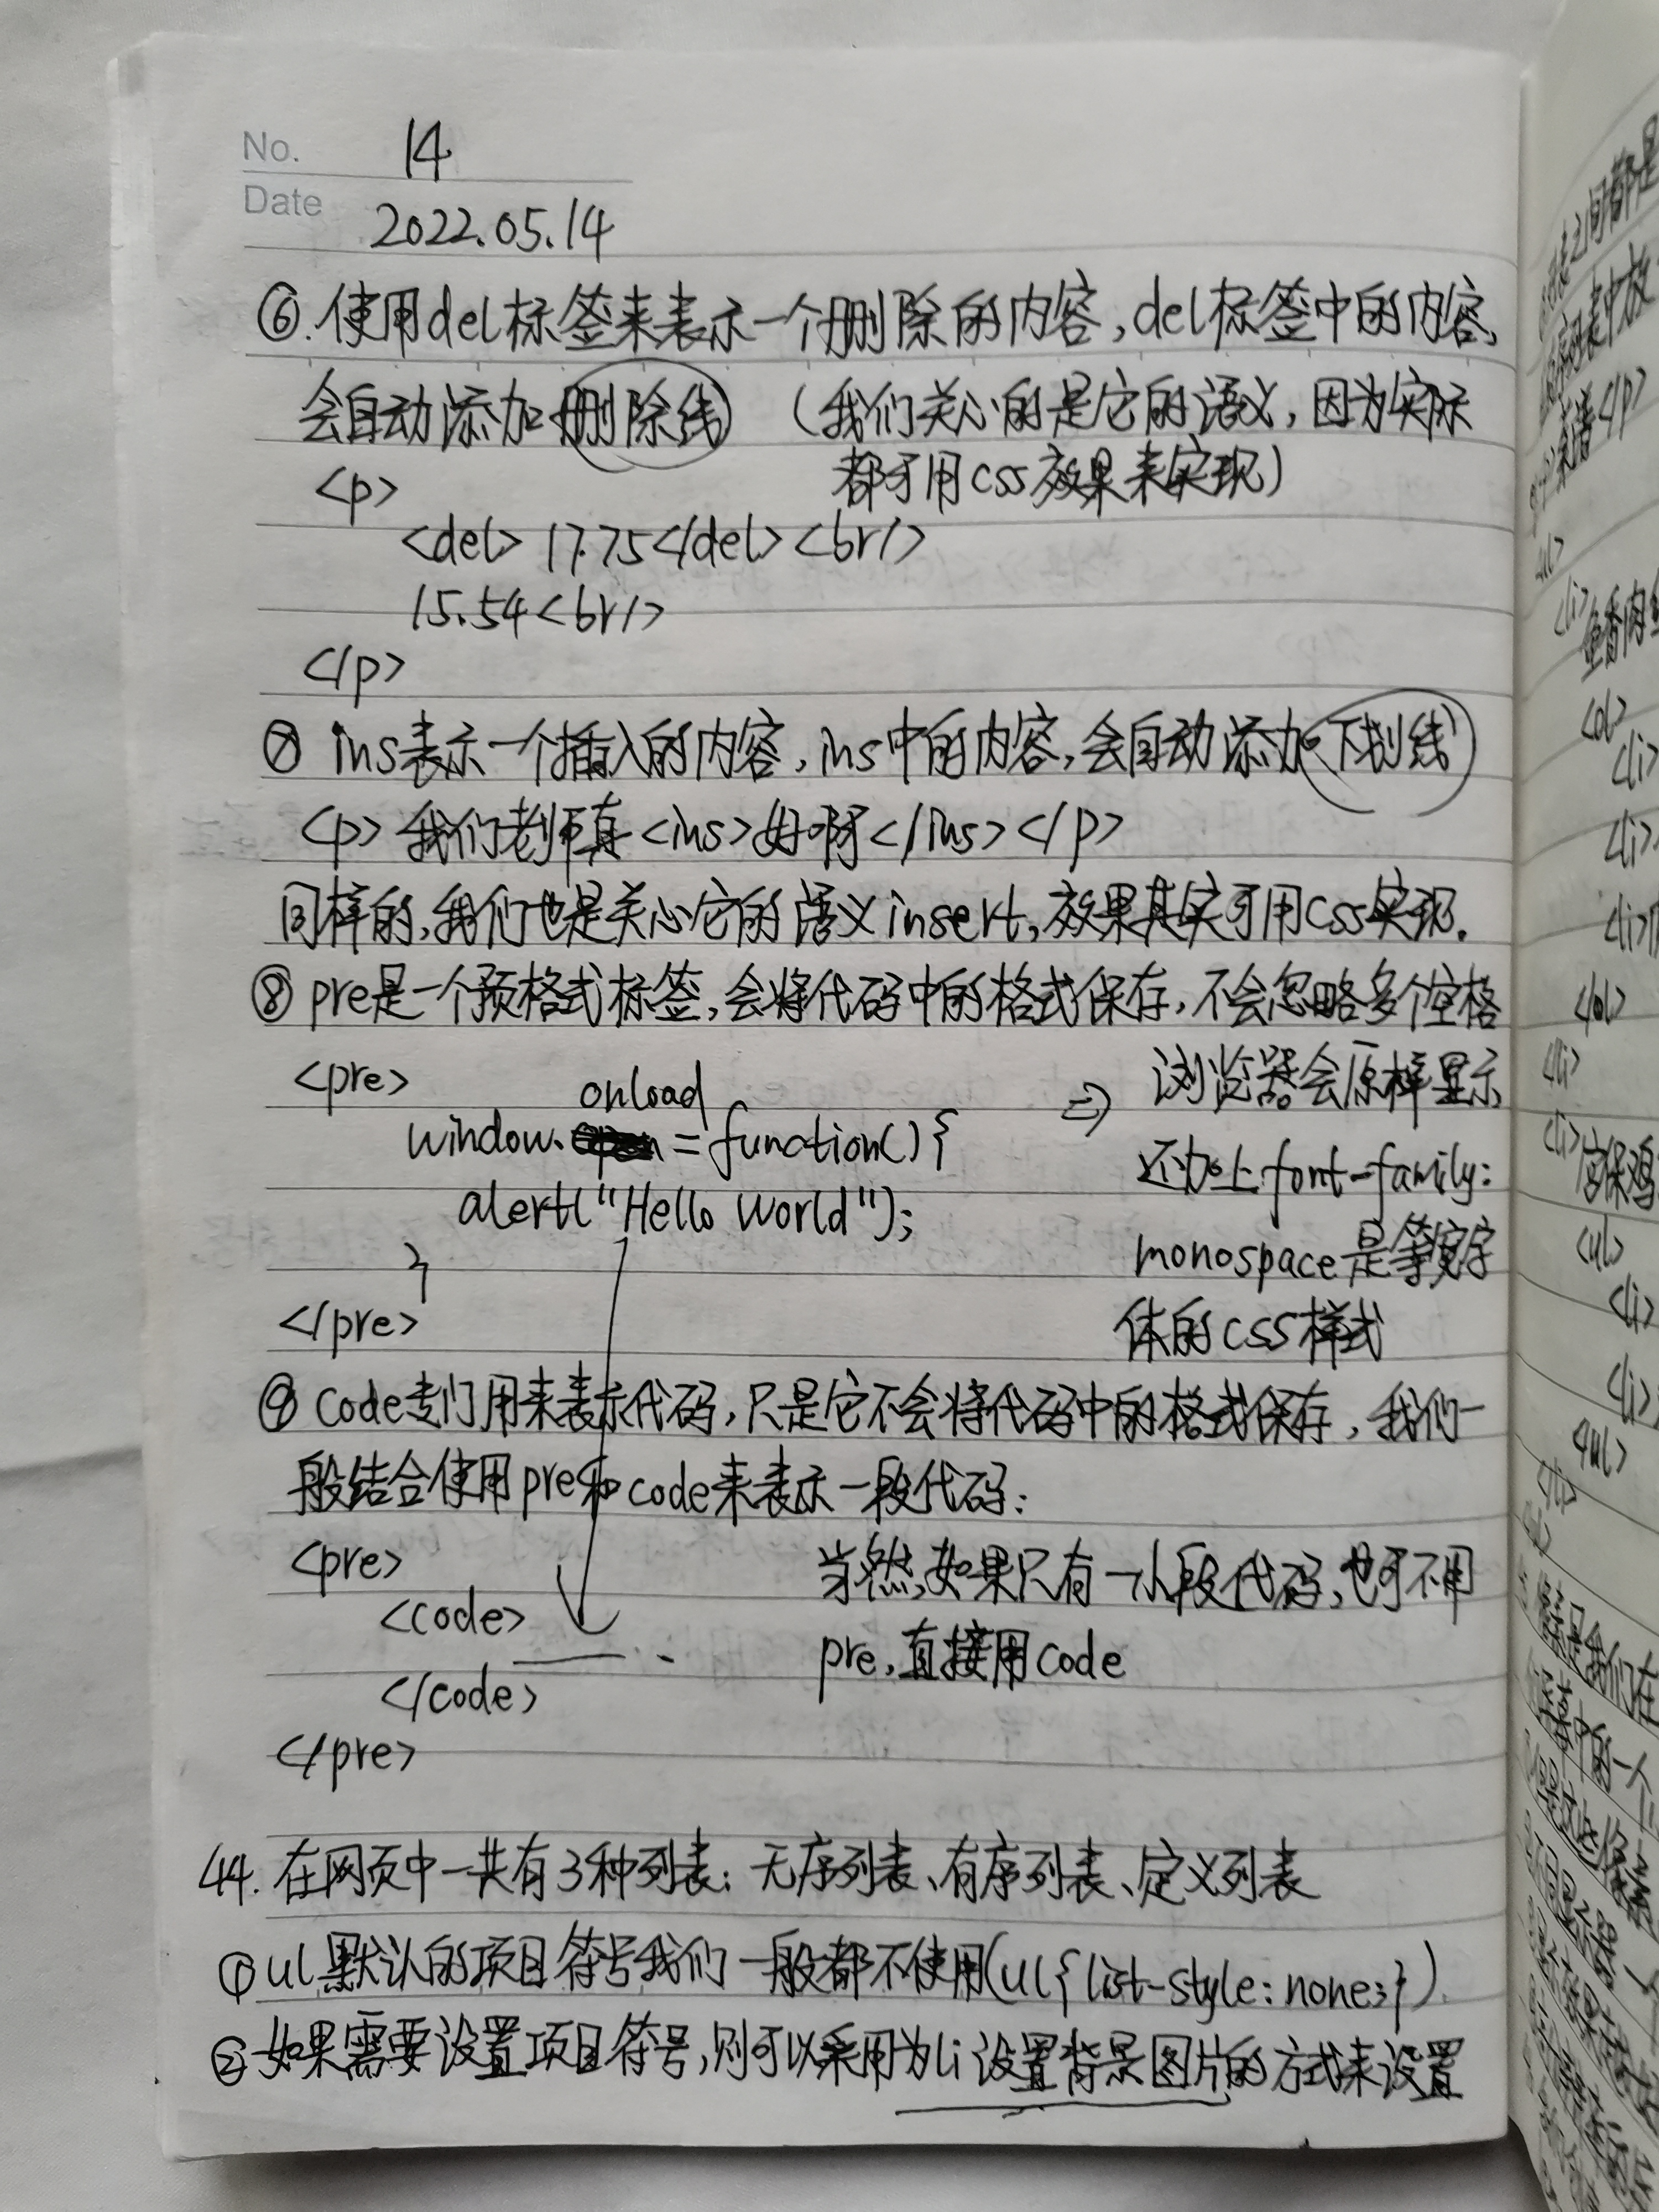 No. 14
Date 2022.05.14
⑥.使用del标签来表示一个删除的内容,del标签中的内容,
会自动添加删除线 (我们关心的是它的语义,因为实际
都可用css效果来实现)
<p>
<del>17.75</del><br/>
15.54<br/>
</p>
⑦ ins表示一个插入的内容,ins中的内容,会自动添加下划线
<p>我们老师真<ins>好啊</ins></p>
同样的,我们也是关心它的语义insert,效果其实可用css实现.
⑧ pre是一个预格式标签,会将代码中的格式保存,不会忽略多个空格
<pre>
onload
window. =function(){
alert("Hello World");
}
</pre>
⇒ 浏览器会原样显示
还加上font-family:
monospace是等宽字
体的css样式
⑨ code专门用来表示代码,只是它不会将代码中的格式保存,我们一
般结合使用pre和code来表示一段代码:
<pre>
<code>
</code>
</pre>
当然,如果只有一小段代码,也可不用
pre,直接用code
44.在网页中一共有3种列表:无序列表、有序列表、定义列表
①ul默认的项目符号我们一般都不使用(ul{list-style:none;})
②如果需要设置项目符号,则可以采用为li设置背景图片的方式来设置
<li>
<ol>
<li>
<li>
</ol>
<li>
<ul>
<li>
<li>
</ul>